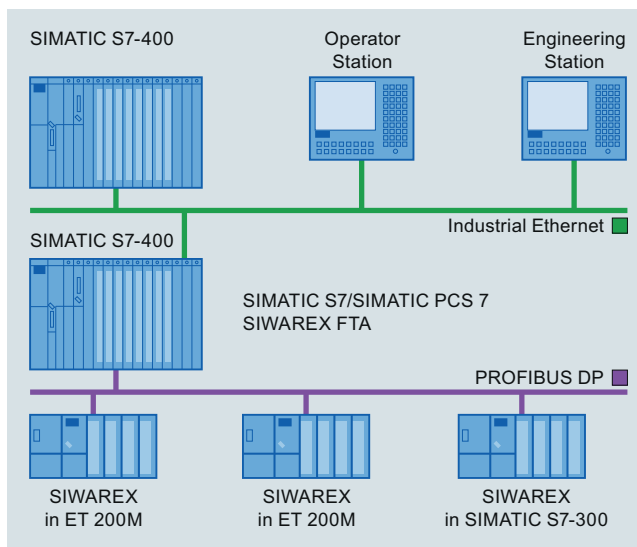 SIMATIC S7-400
Operator
Station
Engineering
Station
Industrial Ethernet
SIMATIC S7-400
SIMATIC S7/SIMATIC PCS 7
SIWAREX FTA
PROFIBUS DP
SIWAREX
in ET 200M
SIWAREX
in ET 200M
SIWAREX
in SIMATIC S7-300